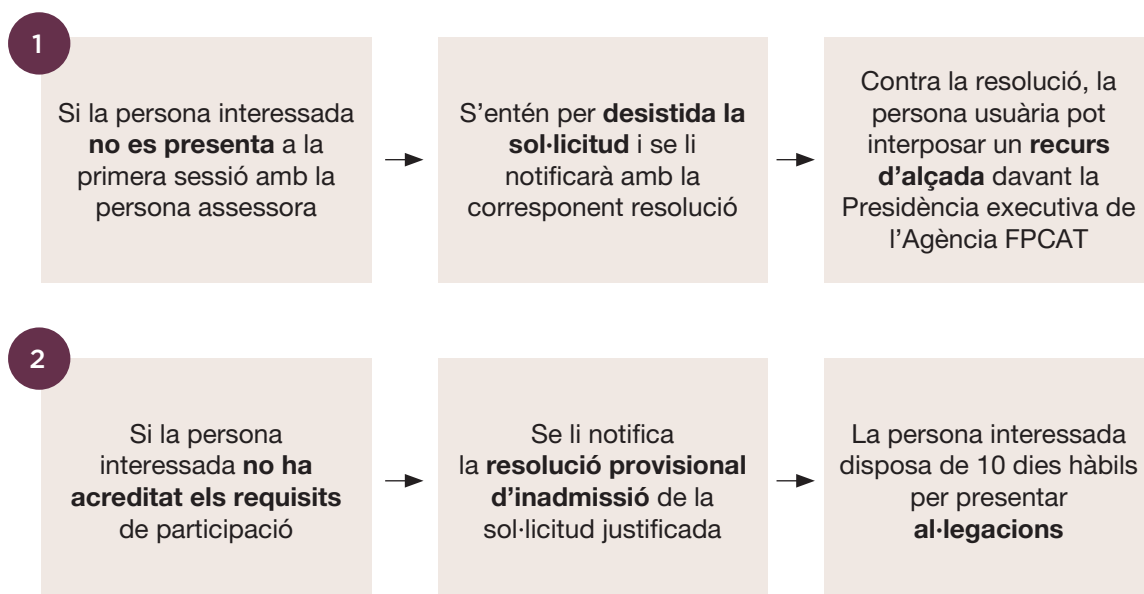 1
Si la persona interessada
no es presenta a la
primera sessió amb la
persona assessora
S'entén per desistida la
sol·licitud i se li
notificarà amb la
corresponent resolució
Contra la resolució, la
persona usuària pot
interposar un recurs
d'alçada davant la
Presidència executiva de
l'Agència FPCAT
2
Si la persona
interessada no ha
acreditat els requisits
de participació
Se li notifica
la resolució provisional
d'inadmissió de la
sol·licitud justificada
La persona interessada
disposa de 10 dies hàbils
per presentar
al·legacions